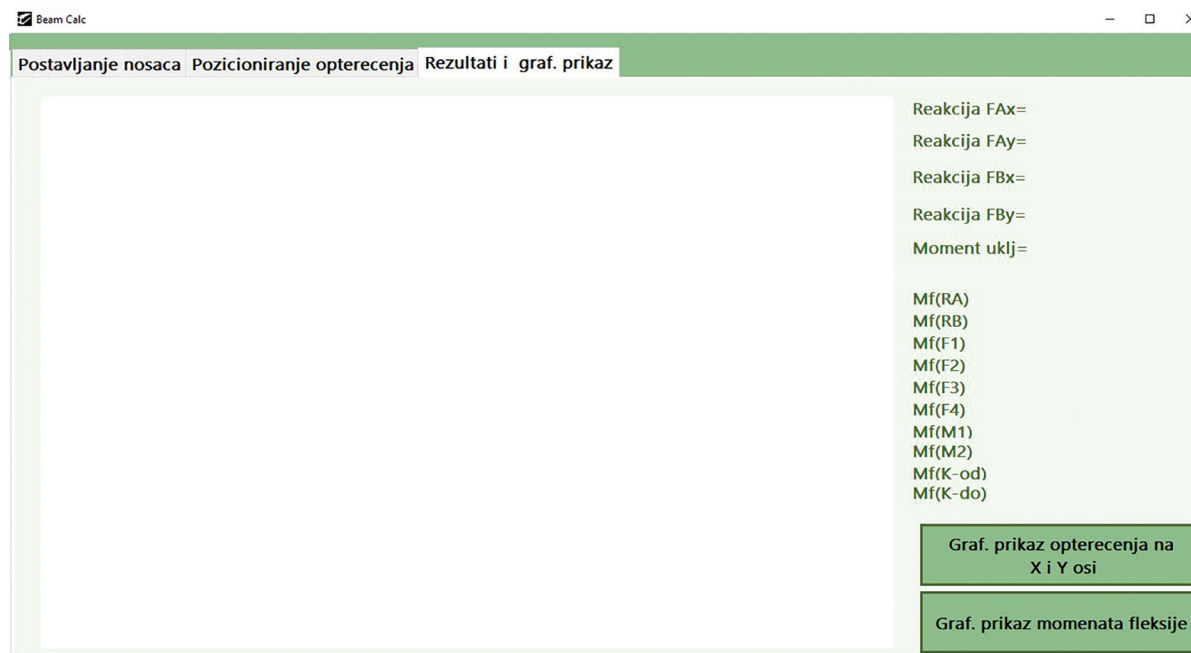 Beam Calc
Postavljanje nosaca Pozicioniranje opterecenja Rezultati i graf. prikaz
Reakcija FAx=
Reakcija FAy=
Reakcija FBx=
Reakcija FBy=
Moment uklj=
Mf(RA)
Mf(RB)
Mf(F1)
Mf(F2)
Mf(F3)
Mf(F4)
Mf(M1)
Mf(M2)
Mf(K-od)
Mf(K-do)
Graf. prikaz opterecenja na
X i Y osi
Graf. prikaz momenata fleksije